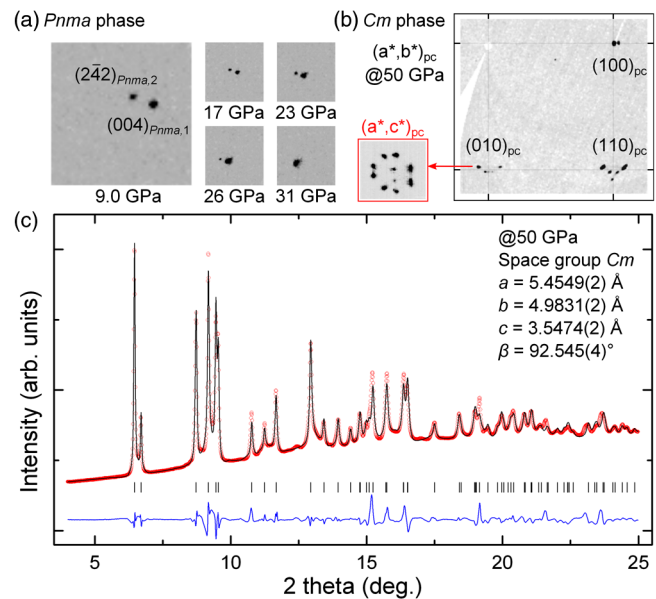 (a) Pnma phase
(24̅2)Pnma,2
(004)Pnma,1
9.0 GPa
17 GPa
23 GPa
26 GPa
31 GPa
(b) Cm phase
(a*,b*)pc
@50 GPa
(100)pc
(a*,c*)pc
(010)pc
(110)pc
(c)
@50 GPa
Space group Cm
a = 5.4549(2) Å
b = 4.9831(2) Å
c = 3.5474(2) Å
β = 92.545(4)°
Intensity (arb. units)
5 10 15 20 25
2 theta (deg.)